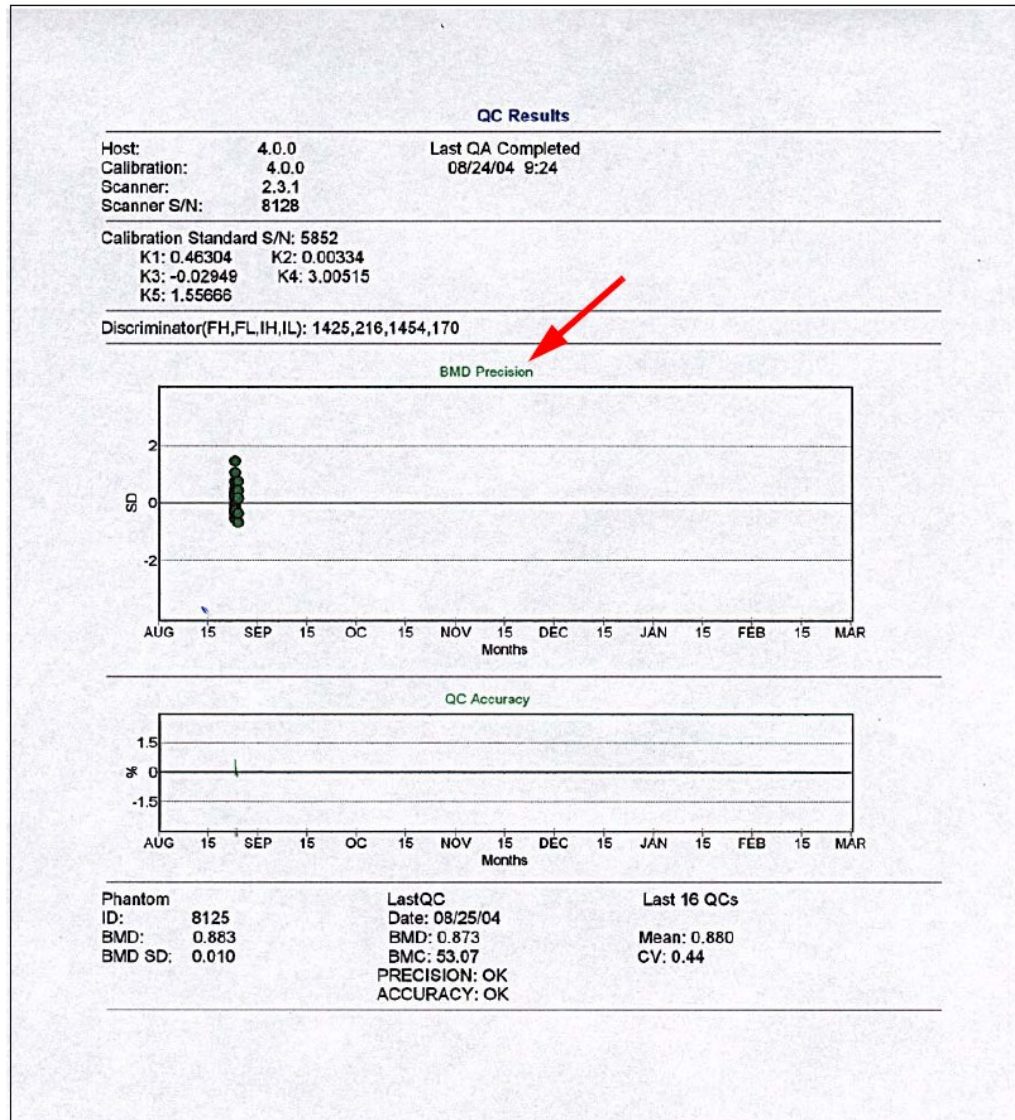 QC Results
Host: 4.0.0 Last QA Completed
Calibration: 4.0.0 08/24/04 9:24
Scanner: 2.3.1
Scanner S/N: 8128
Calibration Standard S/N: 5852
K1: 0.46304 K2: 0.00334
K3: -0.02949 K4: 3.00515
K5: 1.55666
Discriminator(FH,FL,IH,IL): 1425,216,1454,170
BMD Precision
2
SD 0
-2
AUG 15 SEP 15 OC 15 NOV 15 DEC 15 JAN 15 FEB 15 MAR
Months
QC Accuracy
1.5
% 0
-1.5
AUG 15 SEP 15 OC 15 NOV 15 DEC 15 JAN 15 FEB 15 MAR
Months
Phantom LastQC Last 16 QCs
ID: 8125 Date: 08/25/04
BMD: 0.883 BMD: 0.873 Mean: 0.880
BMD SD: 0.010 BMC: 53.07 CV: 0.44
PRECISION: OK
ACCURACY: OK